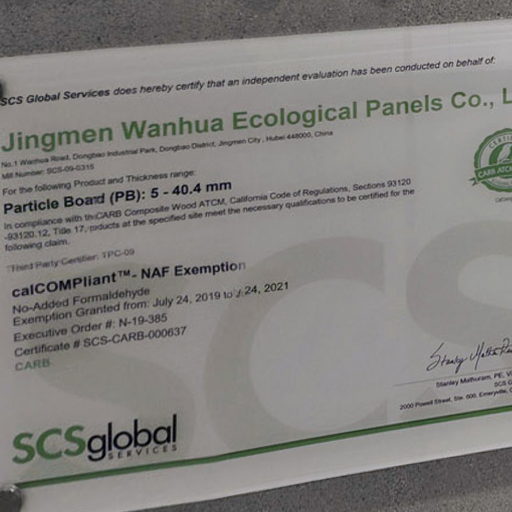 SCS Global Services does hereby certify that an independent evaluation has been conducted on behalf of:
Jingmen Wanhua Ecological Panels Co., L
No.1 Wanhua Road, Dongbao Industrial Park, Dongbao District, Jingmen City, Hubei 448000, China
Mill Number: SCS-09-0315
For the following Product and Thickness range:
Particle Board (PB): 5 - 40.4 mm
In compliance with the CARB Composite Wood ATCM, California Code of Regulations, Sections 93120
-93120.12, Title 17, products at the specified site meet the necessary qualifications to be certified for the
following claim.
Third Party Certifier: TPC-09
calCOMPliant™- NAF Exemption
No-Added Formaldehyde
Exemption Granted from: July 24, 2019 to 24, 2021
Executive Order #: N-19-385
Certificate # SCS-CARB-000637
CARB
CARB ATCM
Stanley Mathuram, PE, V
SCS G
2000 Powell Street, Ste. 600, Emeryville,
SCSglobal
SERVICES
SCS